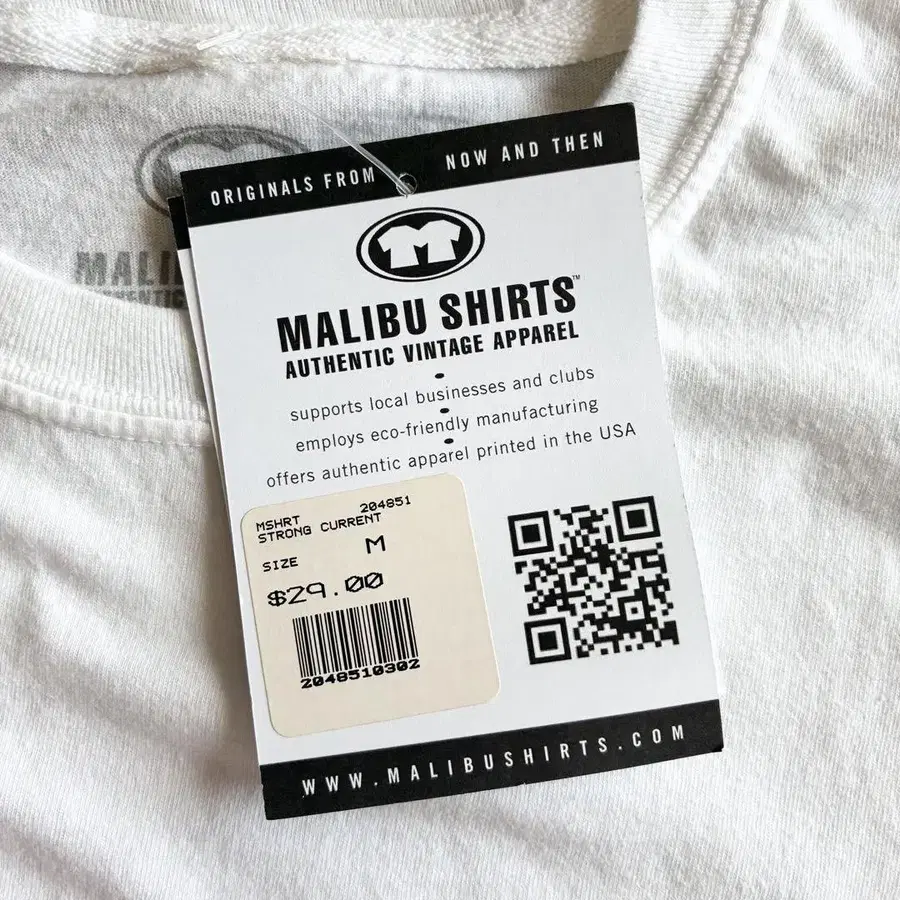 ORIGINALS FROM NOW AND THEN
M
MALIBU SHIRTS™
AUTHENTIC VINTAGE APPAREL
supports local businesses and clubs
employs eco-friendly manufacturing
offers authentic apparel printed in the USA
MSHRT 204851
STRONG CURRENT
SIZE M
$29.00
2048510302
WWW.MALIBUSHIRTS.COM
MALI